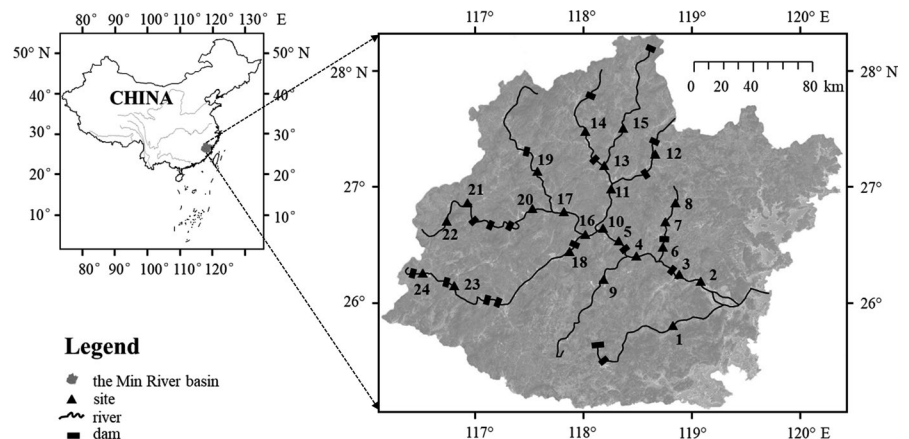 80° 90° 100° 110° 120° 130° E
50° N
40°
30°
20°
10°
CHINA
50° N
40°
30°
20°
10°
80° 90° 100° 110° 120° 130°
117° 118° 119° 120° E
28° N
27°
26°
28° N
27°
26°
117° 118° 119° 120° E
0 20 40 60 80 km
14
15
12
13
19
11
21
20
17
8
22
16
10
7
5
18
4
6
3
2
24
23
9
1
Legend
the Min River basin
site
river
dam